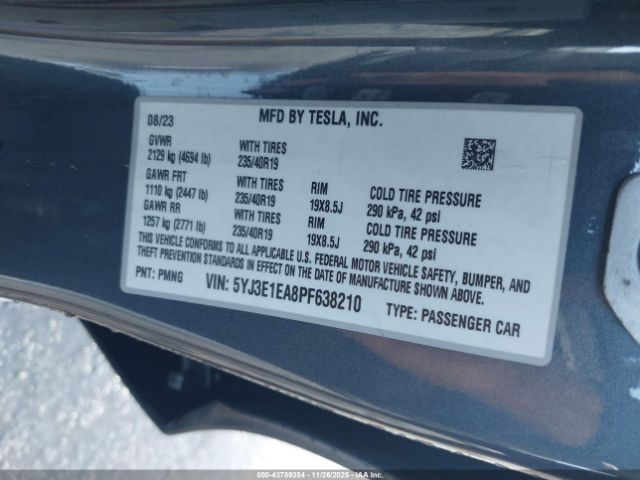 MFD BY TESLA, INC.
08/23
GVWR
2129 kg (4694 lb)
WITH TIRES
235/40R19
GAWR FRT
1110 kg (2447 lb)
WITH TIRES
235/40R19
RIM
19X8.5J
COLD TIRE PRESSURE
290 kPa, 42 psi
GAWR RR
1257 kg (2771 lb)
WITH TIRES
235/40R19
RIM
19X8.5J
COLD TIRE PRESSURE
290 kPa, 42 psi
THIS VEHICLE CONFORMS TO ALL APPLICABLE U.S. FEDERAL MOTOR VEHICLE SAFETY, BUMPER, AND
THEFT PREVENTION STANDARDS IN EFFECT ON THE DATE OF MANUFACTURE SHOWN ABOVE.
PNT: PMNG
VIN: 5YJ3E1EA8PF638210
TYPE: PASSENGER CAR
000-43789354 - 11/26/2025 - IAA, Inc.